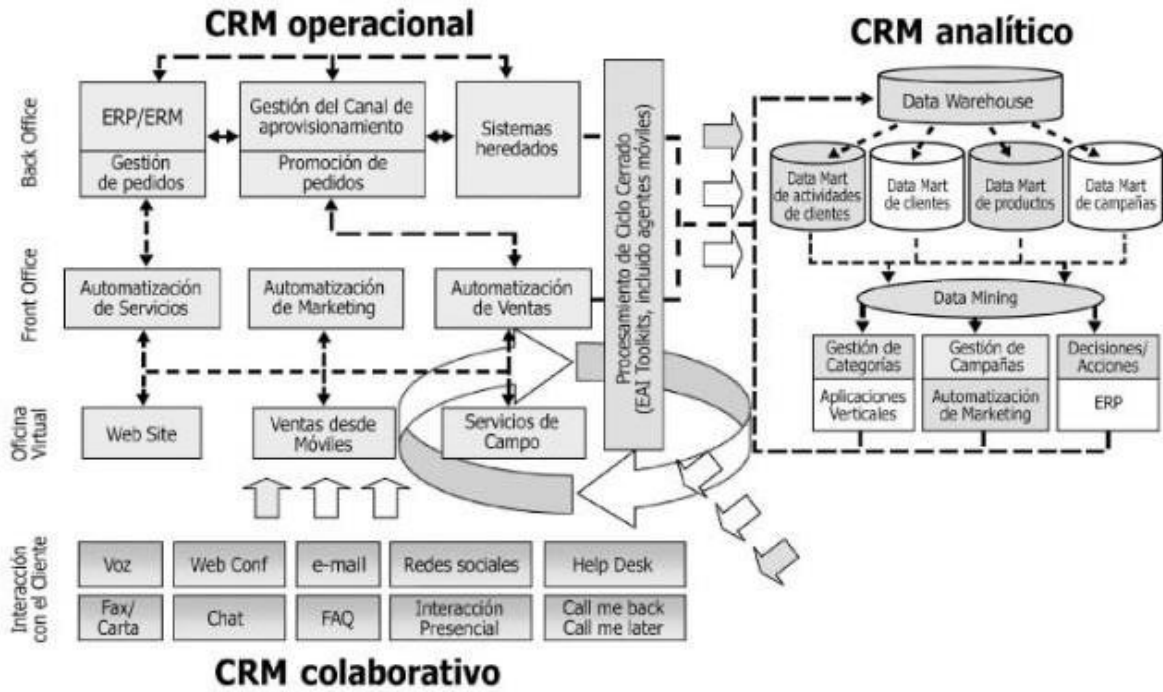 CRM operacional
CRM analítico
Back Office
ERP/ERM
Gestión
de pedidos
Gestión del Canal de
aprovisionamiento
Promoción de
pedidos
Sistemas
heredados
Front Office
Automatización
de Servicios
Automatización
de Marketing
Automatización
de Ventas
Oficina
Virtual
Web Site
Ventas desde
Móviles
Servicios de
Campo
Procesamiento de Ciclo Cerrado
(EAI Toolkits, incluido agentes móviles)
Data Warehouse
Data Mart
de actividades
de clientes
Data Mart
de clientes
Data Mart
de productos
Data Mart
de campañas
Data Mining
Gestión de
Categorías
Aplicaciones
Verticales
Gestión de
Campañas
Automatización
de Marketing
Decisiones/
Acciones
ERP
Interacción
con el Cliente
Voz
Web Conf
e-mail
Redes sociales
Help Desk
Fax/
Carta
Chat
FAQ
Interacción
Presencial
Call me back
Call me later
CRM colaborativo